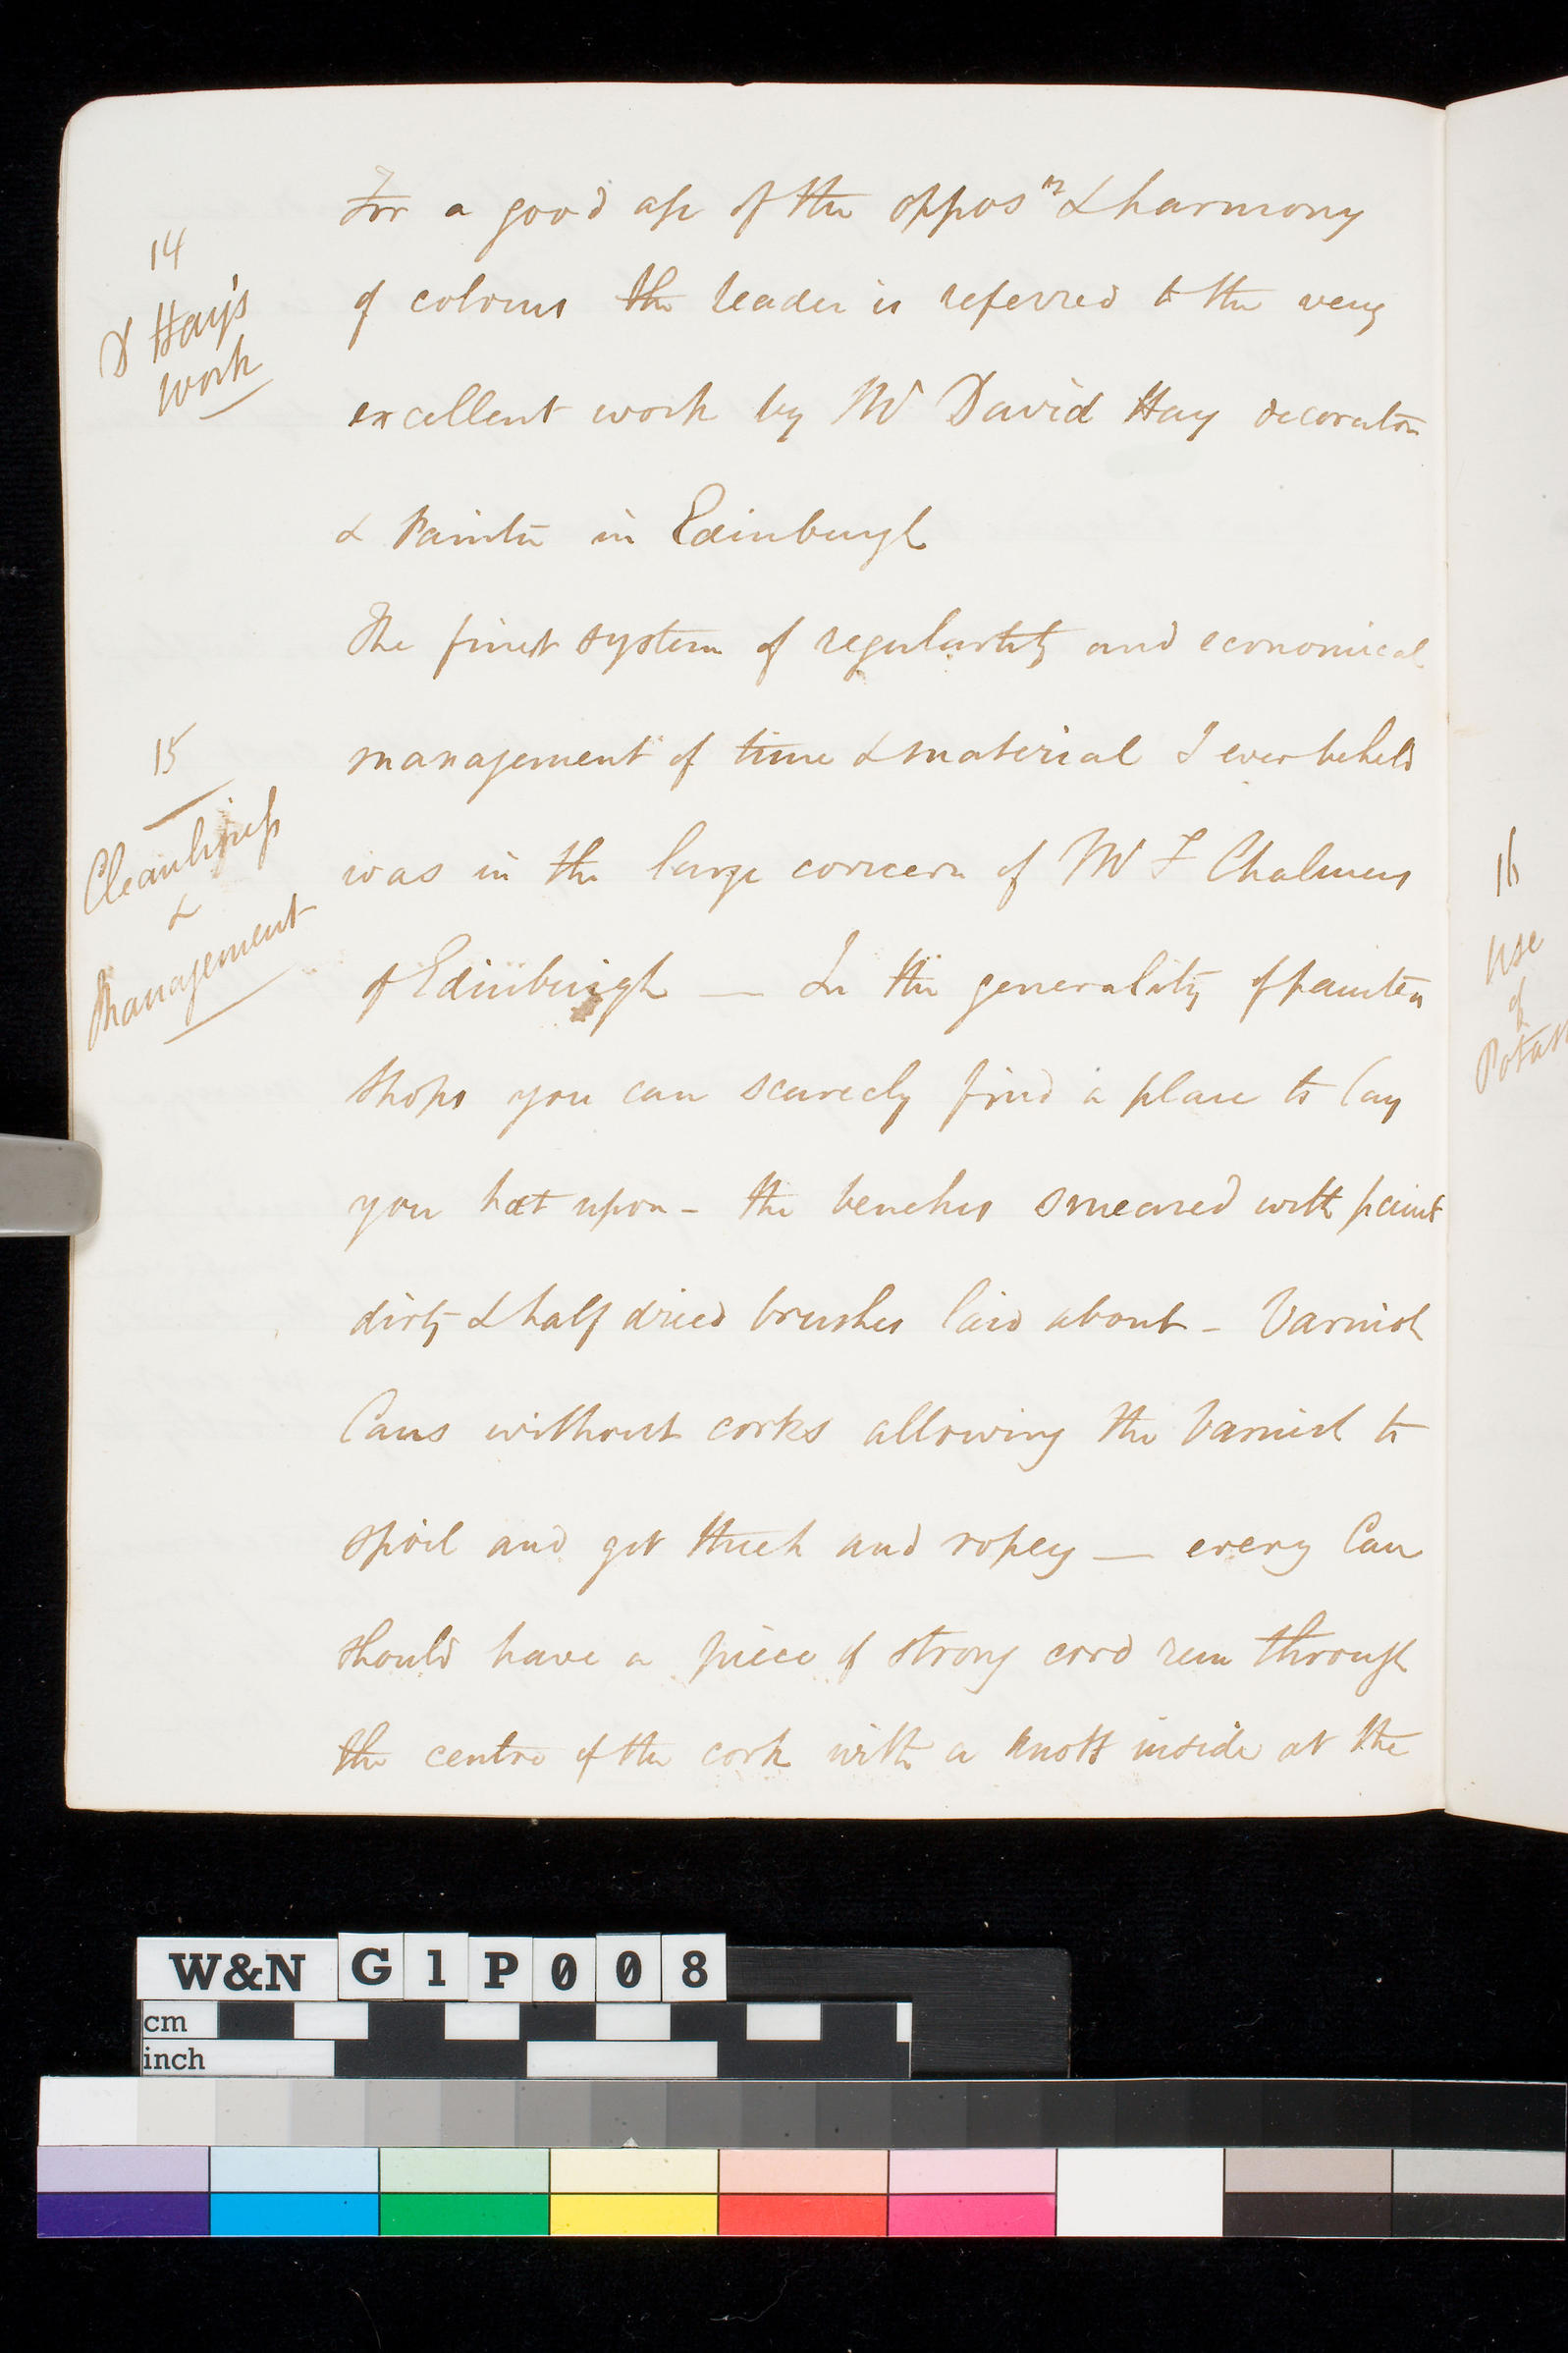 14
D Hay's
work
For a good ac of the oppos<sup>n</sup> & harmony
of colours the reader is referred to the very
excellent work by Mr David Hay decorator
& Painter in Edinburgh
15
Cleanliness
&
Management
The finest system of regularity and economical
management of time & material I ever beheld
was in the large concern of Mr F Chalmers
of Edinburgh — In the generality of painters
shops you can scarcely find a place to lay
you hat upon - the benches smeared with paint
dirty & half dried brushes laid about - Varnish
Cans without corks allowing the Varnish to
spoil and get thick and ropey — every Can
should have a piece of strong cord run through
the centre of the cork with a knott inside at the
16
Use
of
W&N G1P008
cm
inch